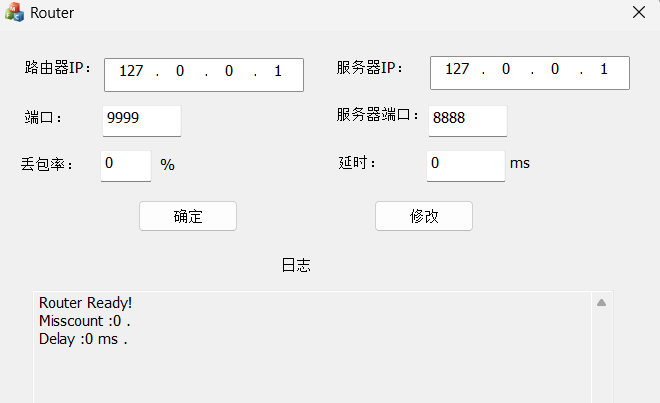 Router
路由器IP： 127 . 0 . 0 . 1 服务器IP： 127 . 0 . 0 . 1
端口： 9999 服务器端口： 8888
丢包率： 0 % 延时： 0 ms
确定 修改
日志
Router Ready!
Misscount :0 .
Delay :0 ms .